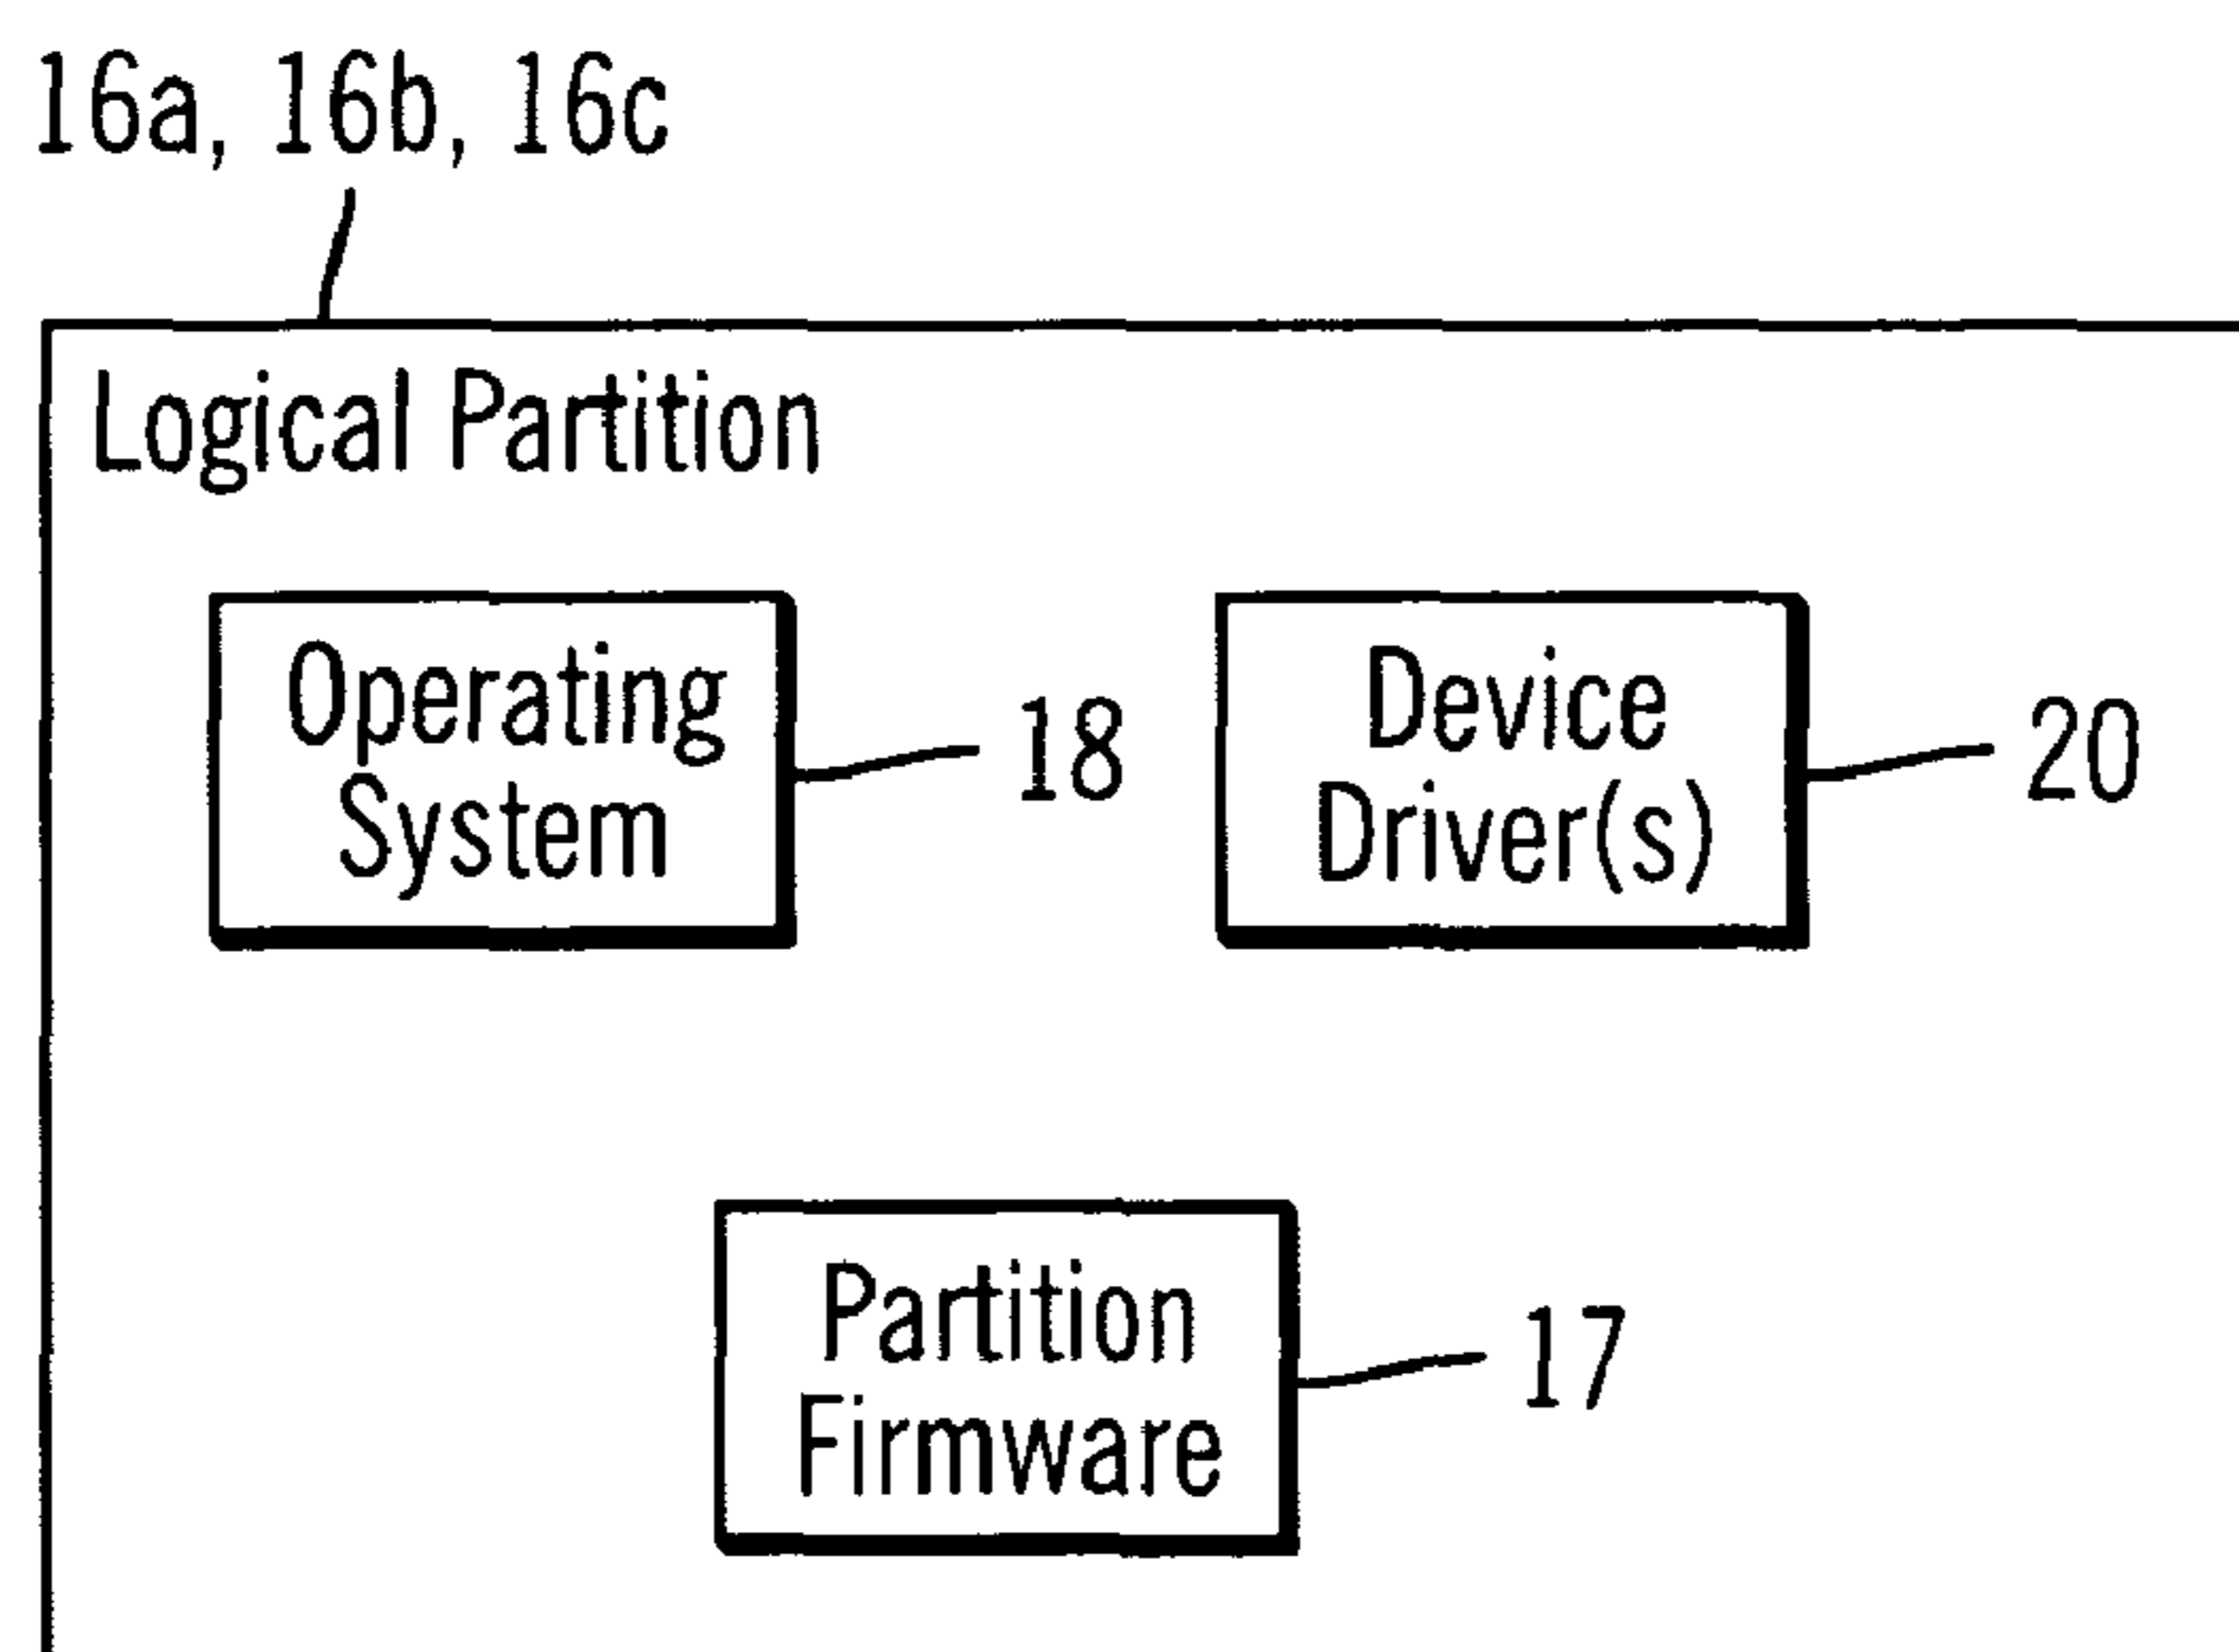 16a, 16b, 16c
Logical Partition
Operating
System
18
Device
Driver(s)
20
Partition
Firmware
17